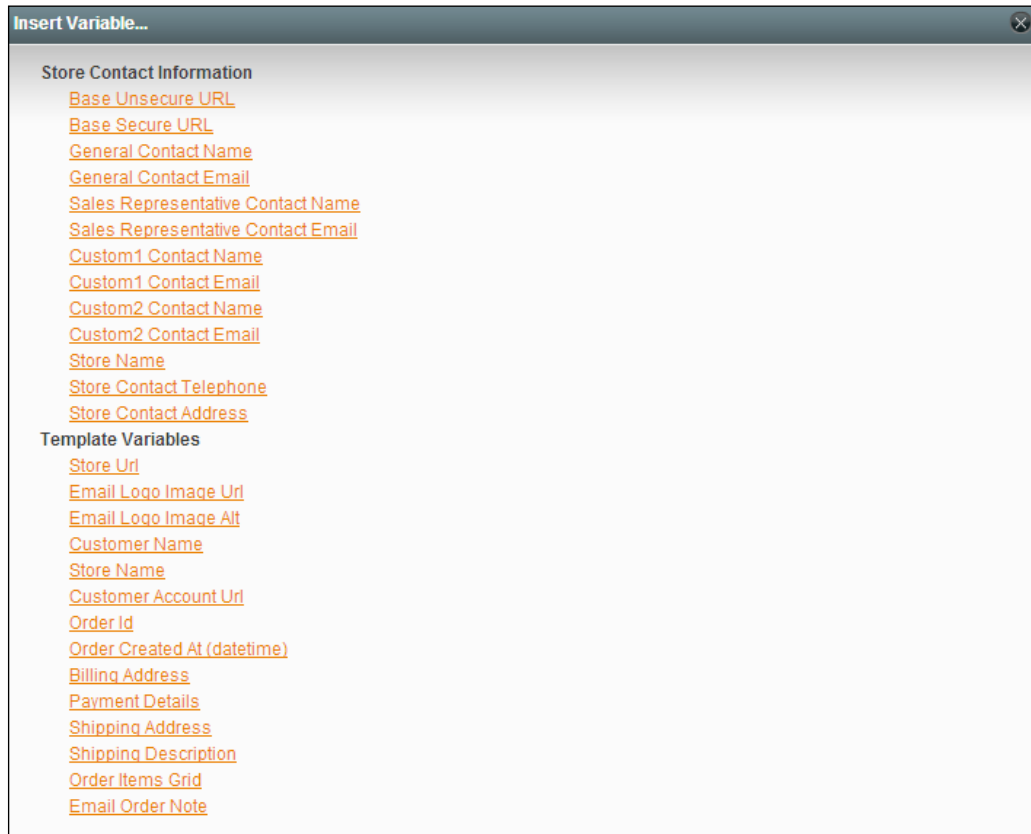 Insert Variable...
Store Contact Information
Base Unsecure URL
Base Secure URL
General Contact Name
General Contact Email
Sales Representative Contact Name
Sales Representative Contact Email
Custom1 Contact Name
Custom1 Contact Email
Custom2 Contact Name
Custom2 Contact Email
Store Name
Store Contact Telephone
Store Contact Address
Template Variables
Store Url
Email Logo Image Url
Email Logo Image Alt
Customer Name
Store Name
Customer Account Url
Order Id
Order Created At (datetime)
Billing Address
Payment Details
Shipping Address
Shipping Description
Order Items Grid
Email Order Note